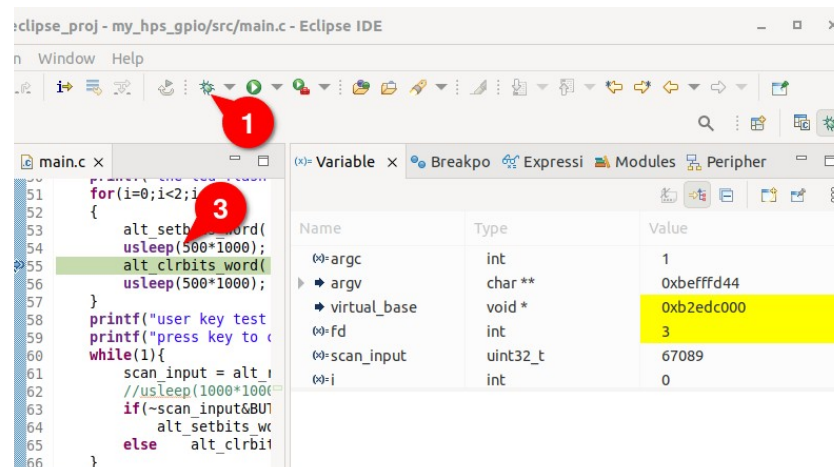 eclipse_proj - my_hps_gpio/src/main.c - Eclipse IDE
Window Help
1
main.c
51 for(i=0;i<2;i
3
52 {
53
54 usleep(500*1000);
55 alt_clrbits_word(
56 usleep(500*1000);
57 }
58 printf("user key test
59 printf("press key to
60 while(1){
61 scan_input = alt_
62 //usleep(1000*100
63 if(~scan_input&BUT
64 alt_setbits_wo
65 else alt_clrbit
66 }
(x)= Variable Breakpo Expressi Modules Peripher
Name Type Value
(x)= argc int 1
argv char ** 0xbefffd44
virtual_base void * 0xb2edc000
(x)= fd int 3
(x)= scan_input uint32_t 67089
(x)= i int 0